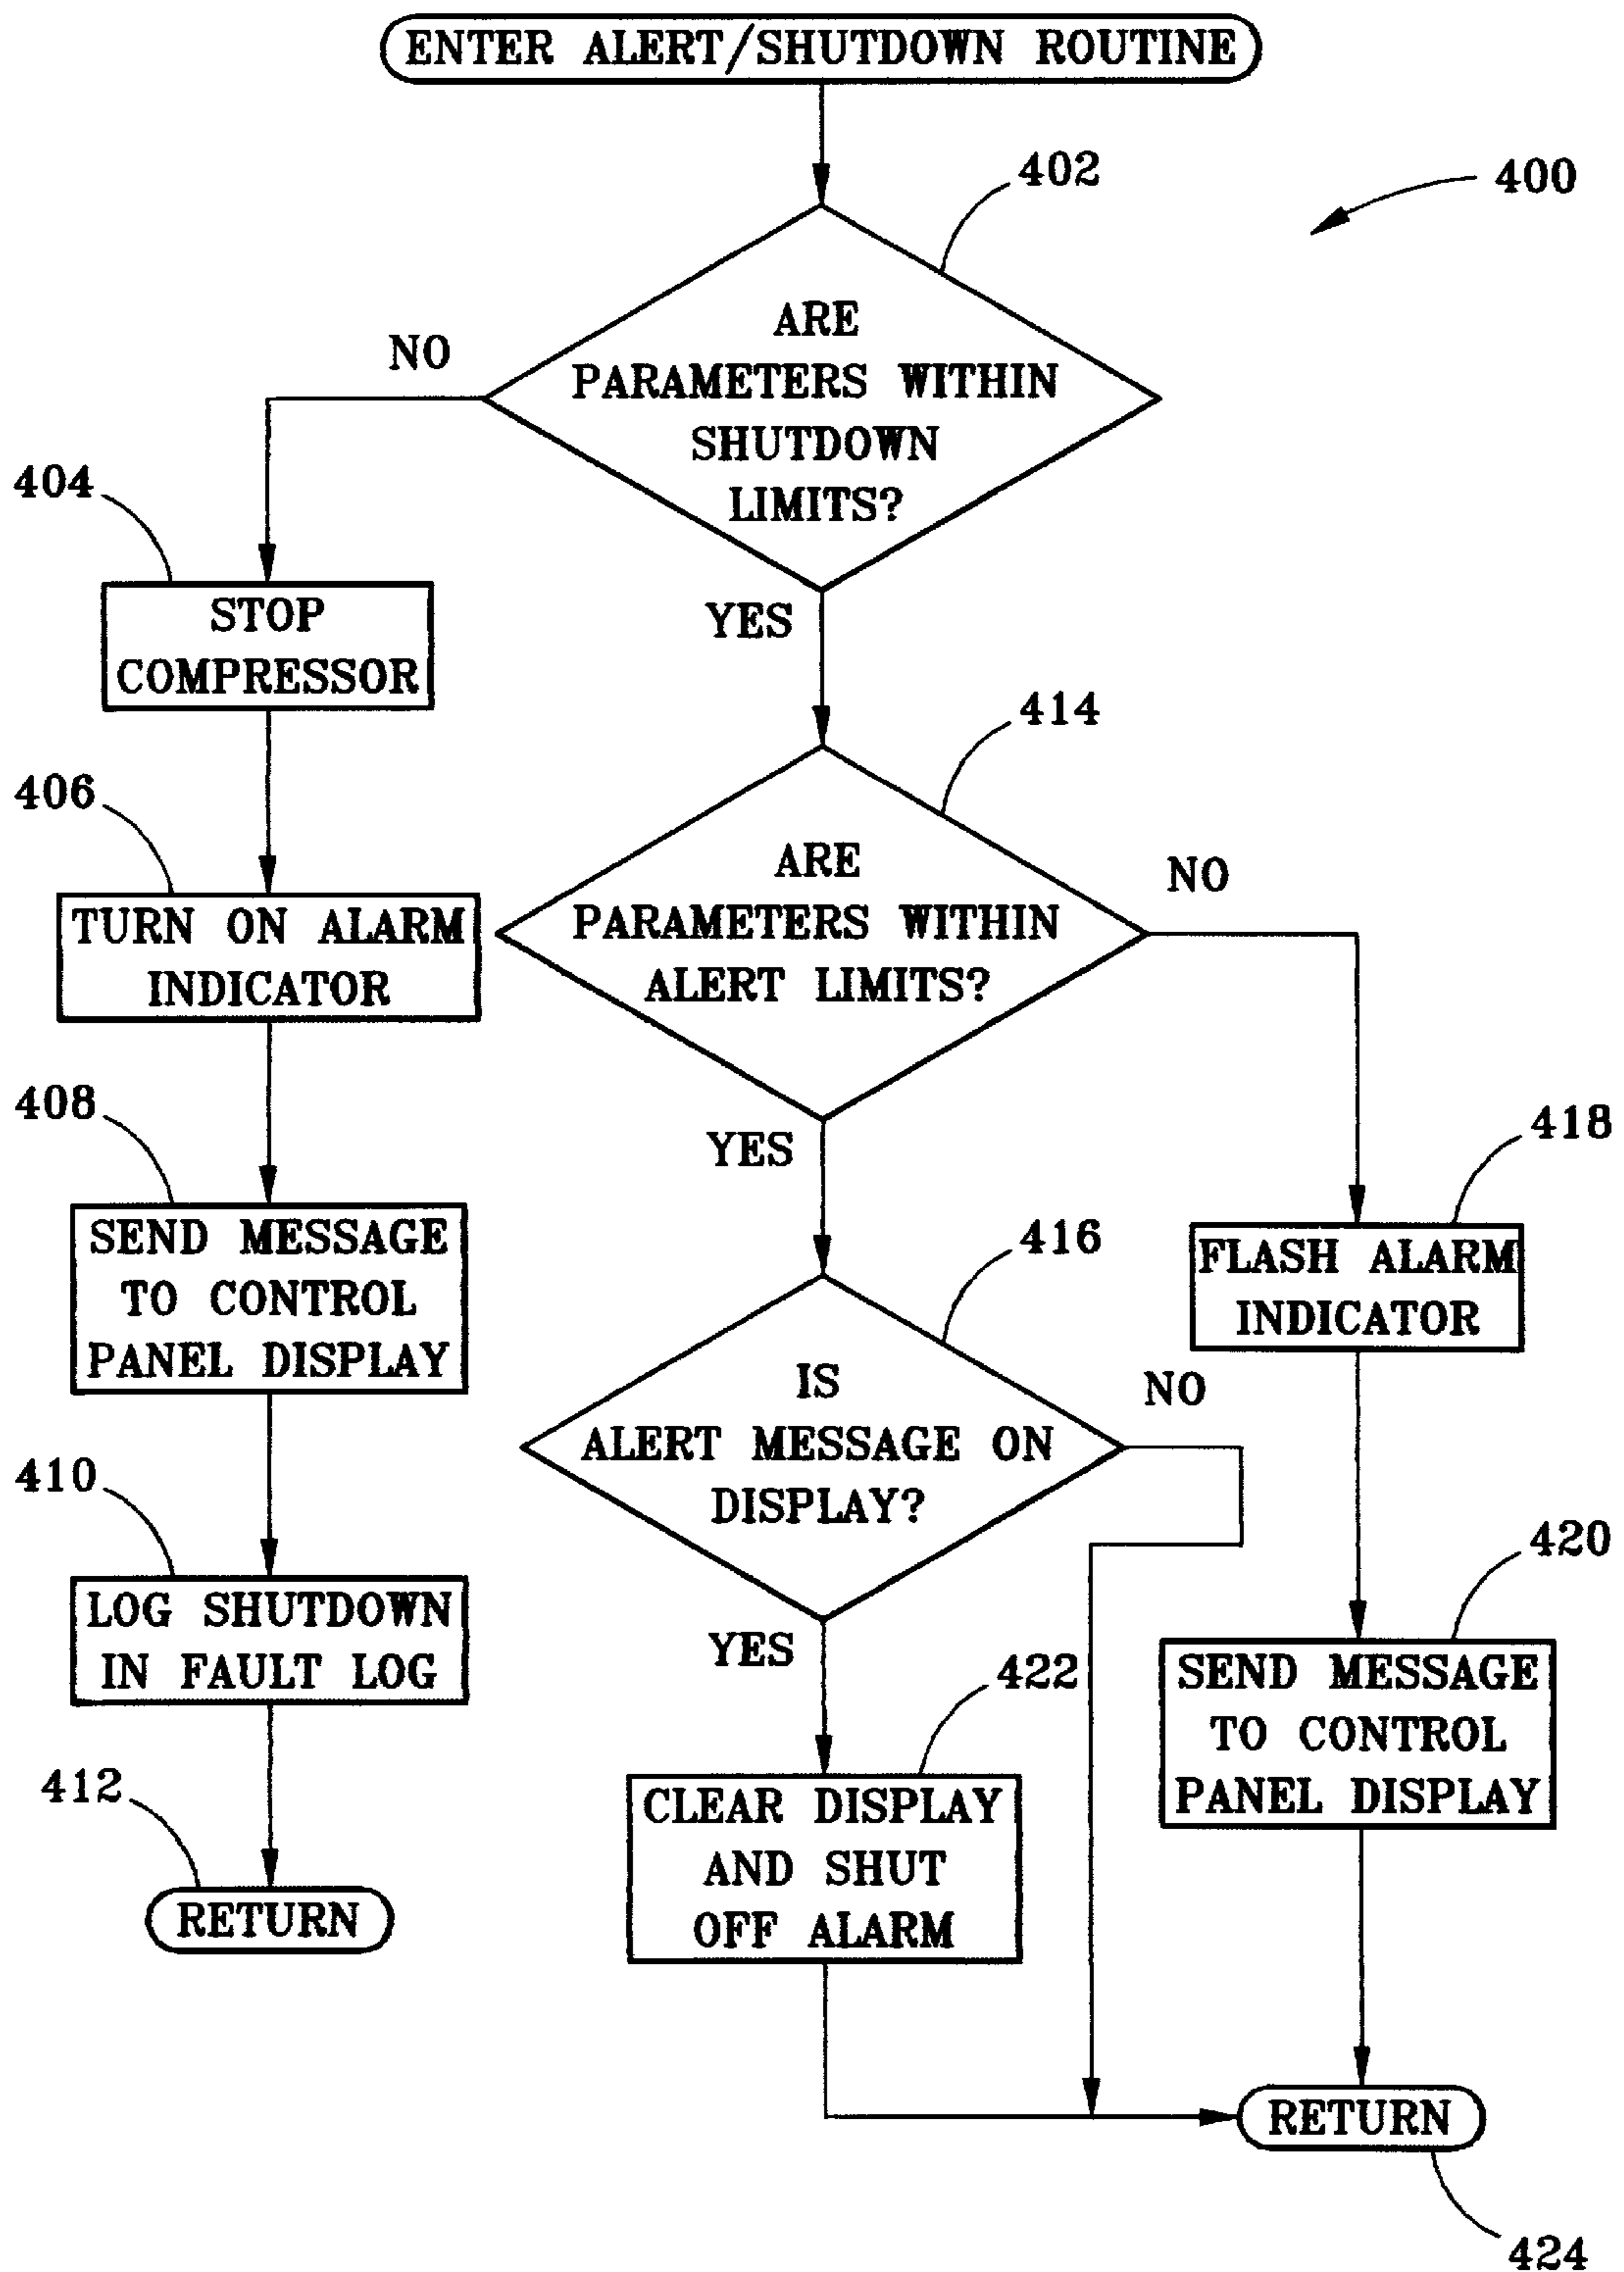 ENTER ALERT/SHUTDOWN ROUTINE
402
400
ARE
PARAMETERS WITHIN
SHUTDOWN
LIMITS?
NO
YES
404
STOP
COMPRESSOR
406
TURN ON ALARM
INDICATOR
408
SEND MESSAGE
TO CONTROL
PANEL DISPLAY
410
LOG SHUTDOWN
IN FAULT LOG
412
RETURN
414
ARE
PARAMETERS WITHIN
ALERT LIMITS?
NO
YES
416
IS
ALERT MESSAGE ON
DISPLAY?
NO
YES
422
CLEAR DISPLAY
AND SHUT
OFF ALARM
418
FLASH ALARM
INDICATOR
420
SEND MESSAGE
TO CONTROL
PANEL DISPLAY
RETURN
424